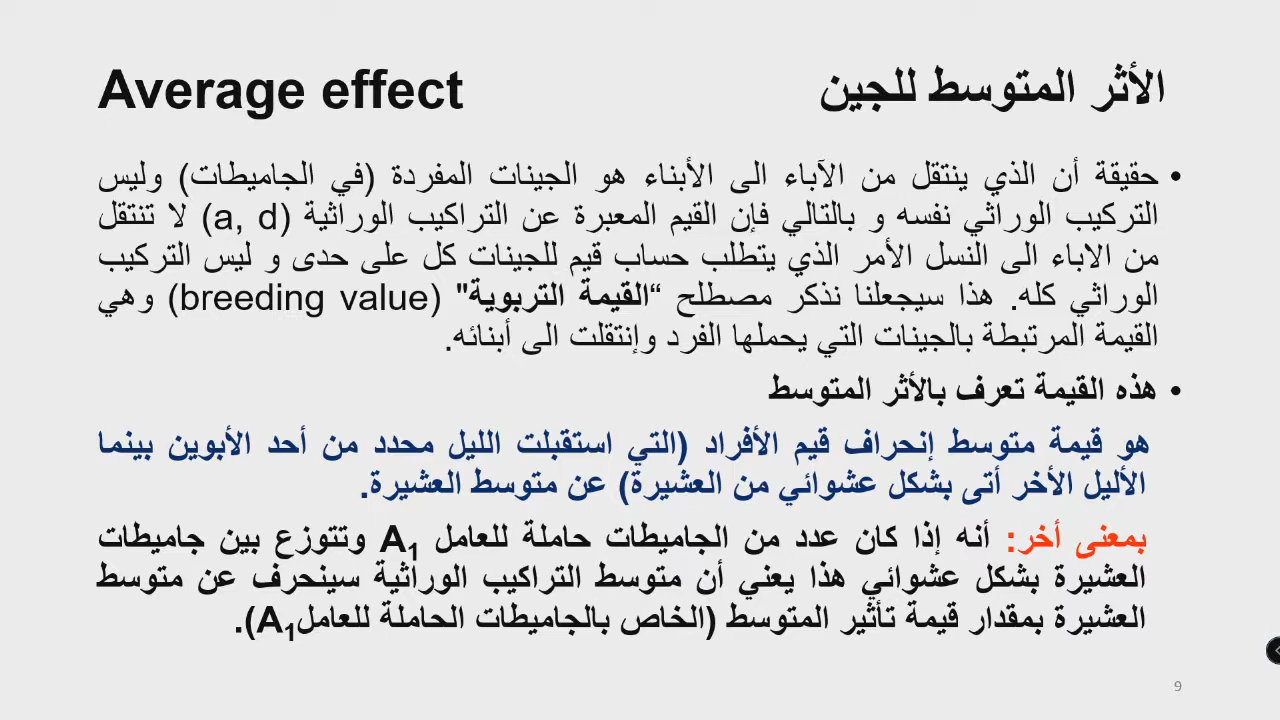 الأثر المتوسط للجين
Average effect
• حقيقة أن الذي ينتقل من الآباء الى الأبناء هو الجينات المفردة (في الجاميطات) وليس
التركيب الوراثي نفسه و بالتالي فإن القيم المعبرة عن التراكيب الوراثية (a, d) لا تنتقل
من الاباء الى النسل الأمر الذي يتطلب حساب قيم للجينات كل على حدى و ليس التركيب
الوراثي كله. هذا سيجعلنا نذكر مصطلح “القيمة التربوية" (breeding value) وهي
القيمة المرتبطة بالجينات التي يحملها الفرد وإنتقلت الى أبنائه.
• هذه القيمة تعرف بالأثر المتوسط
هو قيمة متوسط إنحراف قيم الأفراد (التي استقبلت الليل محدد من أحد الأبوين بينما
الأليل الأخر أتى بشكل عشوائي من العشيرة) عن متوسط العشيرة.
بمعنى أخر: أنه إذا كان عدد من الجاميطات حاملة للعامل A1 وتتوزع بين جاميطات
العشيرة بشكل عشوائي هذا يعني أن متوسط التراكيب الوراثية سينحرف عن متوسط
العشيرة بمقدار قيمة تأثير المتوسط (الخاص بالجاميطات الحاملة للعاملA1).
9